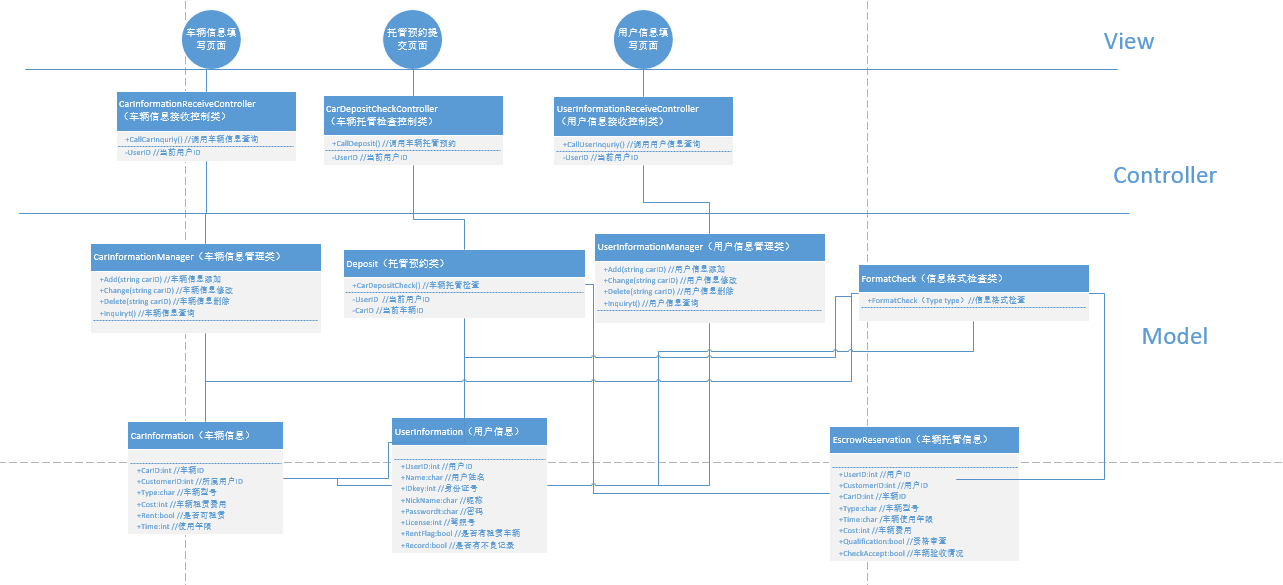 车辆信息填
写页面
托管预约提
交页面
用户信息填
写页面
View
CarInformationReceiveController
（车辆信息接收控制类）
+CallCarInquriy() //调用车辆信息查询
-UserID //当前用户ID
CarDepositCheckController
（车辆托管检查控制类）
+CallDeposit() //调用车辆托管预约
-UserID //当前用户ID
UserInformationReceiveController
（用户信息接收控制类）
+CallUserInquriy() //调用用户信息查询
-UserID //当前用户ID
Controller
CarInformationManager（车辆信息管理类）
+Add(string carID) //车辆信息添加
+Change(string carID) //车辆信息修改
+Delete(string carID) //车辆信息删除
+Inquiryt() //车辆信息查询
Deposit（托管预约类）
+CarDepositCheck() //车辆托管检查
-UserID //当前用户ID
-CarID //当前车辆ID
UserInformationManager（用户信息管理类）
+Add(string carID) //用户信息添加
+Change(string carID) //用户信息修改
+Delete(string carID) //用户信息删除
+Inquiryt() //用户信息查询
FormatCheck（信息格式检查类）
+FormatCheck（Type type）//信息格式检查
Model
CarInformation（车辆信息）
+CarID:int //车辆ID
+CustomerID:int //所属用户ID
+Type:char //车辆型号
+Cost:int //车辆租赁费用
+Rent:bool //是否可租赁
+Time:int //使用年限
UserInformation（用户信息）
+UserID:int //用户ID
+Name:char //用户姓名
+IDkey:int //身份证号
+NickName:char //昵称
+Passwordt:char //密码
+License:int //驾照号
+RentFlag:bool //是否有租赁车辆
+Record:bool //是否有不良记录
EscrowReservation（车辆托管信息）
+UserID:int //用户ID
+CustomerID:int //用户ID
+CarID:int //车辆ID
+Type:char //车辆型号
+Time:char /车辆使用年限
+Cost:int //车辆费用
+Qualification:bool //资格审查
+CheckAccept:bool //车辆验收情况